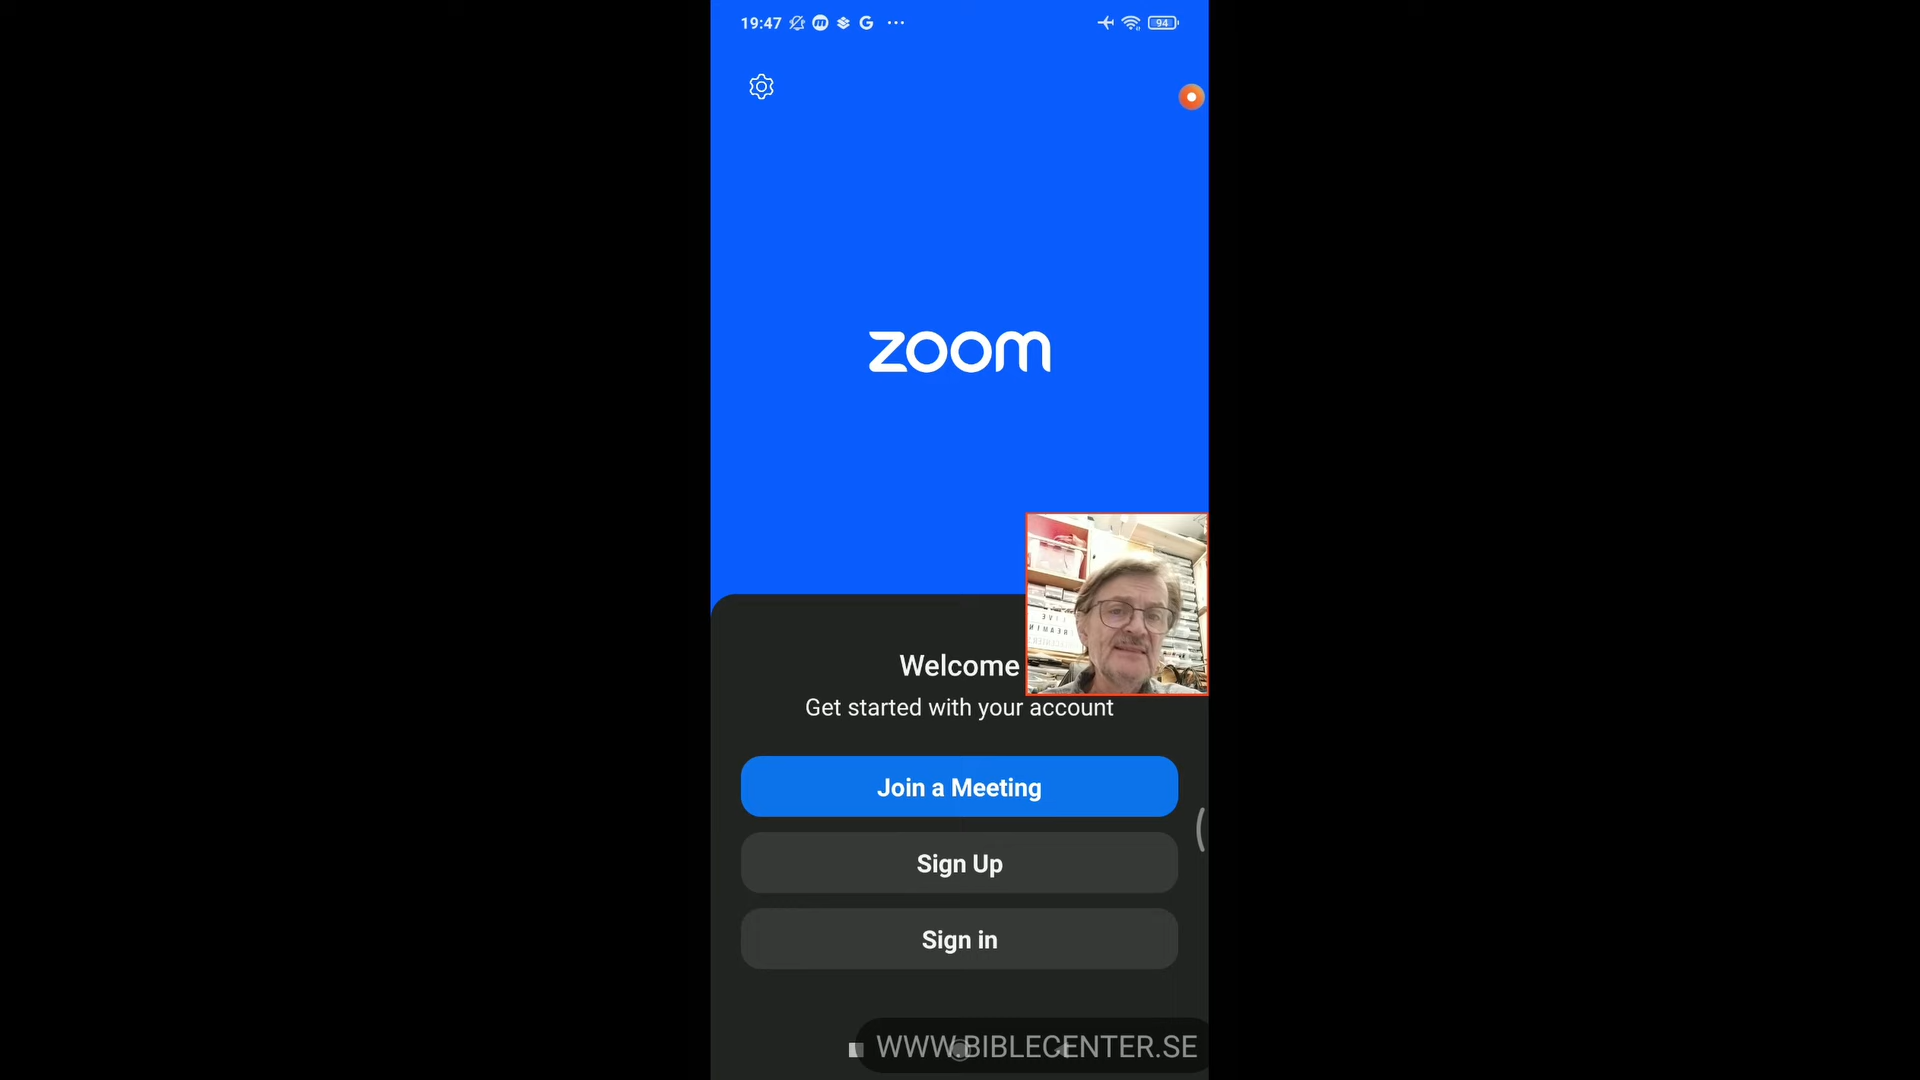 19:47
94
zoom
Welcome
Get started with your account
Join a Meeting
Sign Up
Sign in
WWW.BIBLECENTER.SE